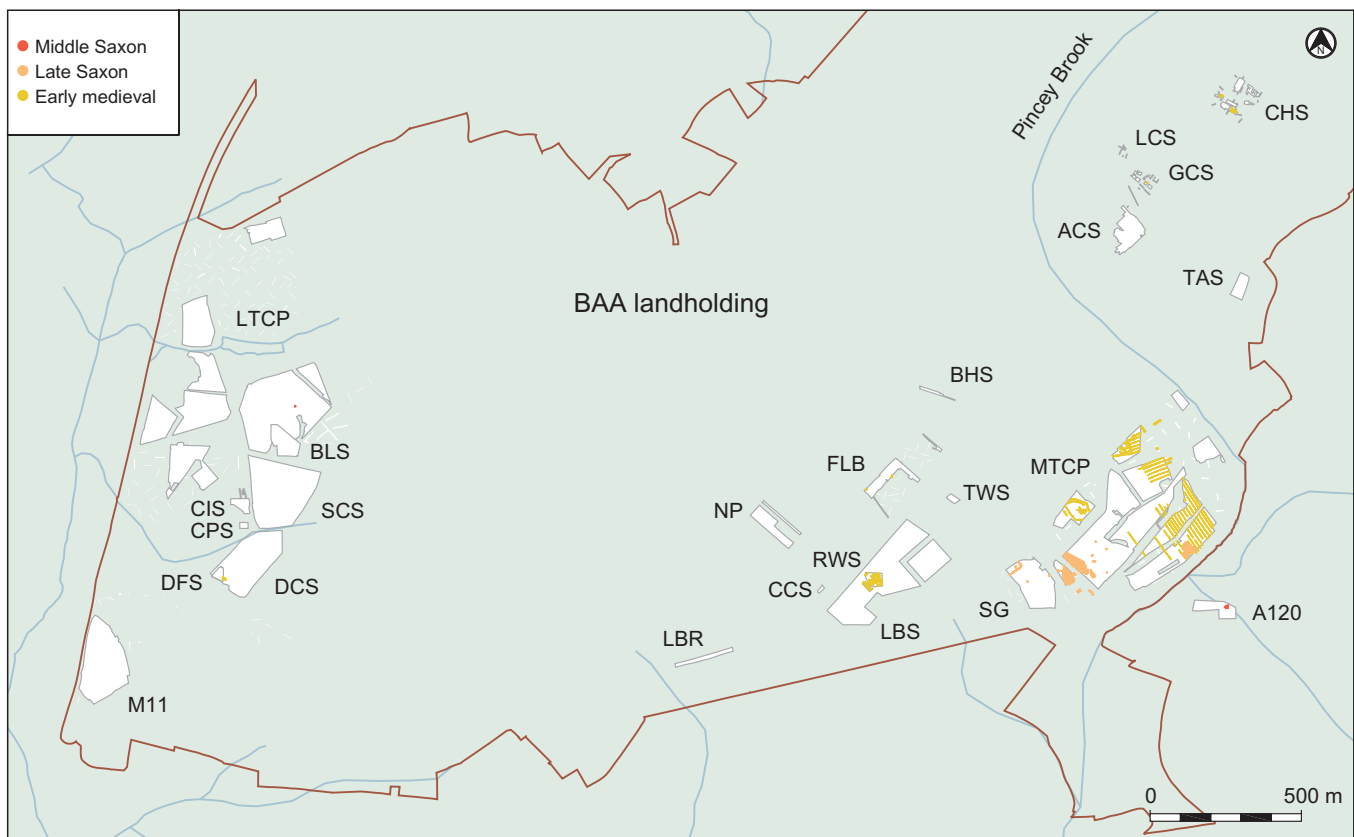 Middle Saxon
Late Saxon
Early medieval
N
Pincey Brook
CHS
LCS
GCS
ACS
TAS
BAA landholding
LTCP
BHS
BLS
FLB
MTCP
TWS
CIS
SCS
NP
CPS
RWS
DFS
DCS
CCS
SG
A120
LBS
LBR
M11
0 500 m